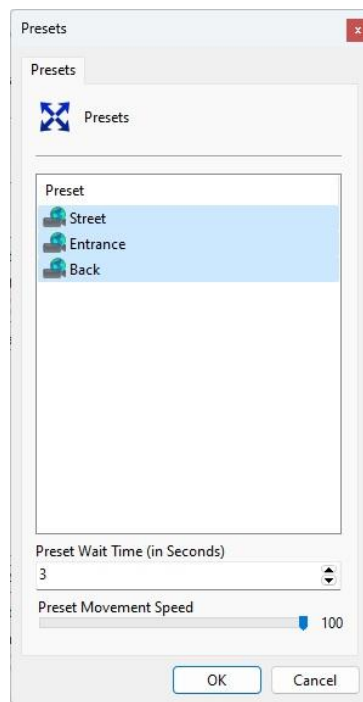 Presets
x
Presets
Presets
Preset
Street
Entrance
Back
Preset Wait Time (in Seconds)
3
Preset Movement Speed
100
OK
Cancel